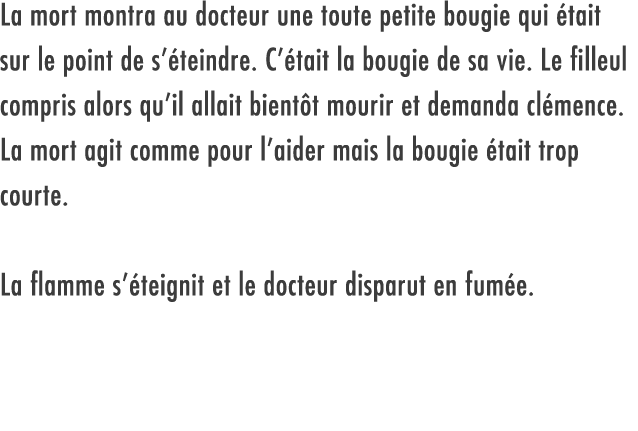 La mort montra au docteur une toute petite bougie qui était
sur le point de s’éteindre. C’était la bougie de sa vie. Le filleul
compris alors qu’il allait bientôt mourir et demanda clémence.
La mort agit comme pour l’aider mais la bougie était trop
courte.
La flamme s’éteignit et le docteur disparut en fumée.